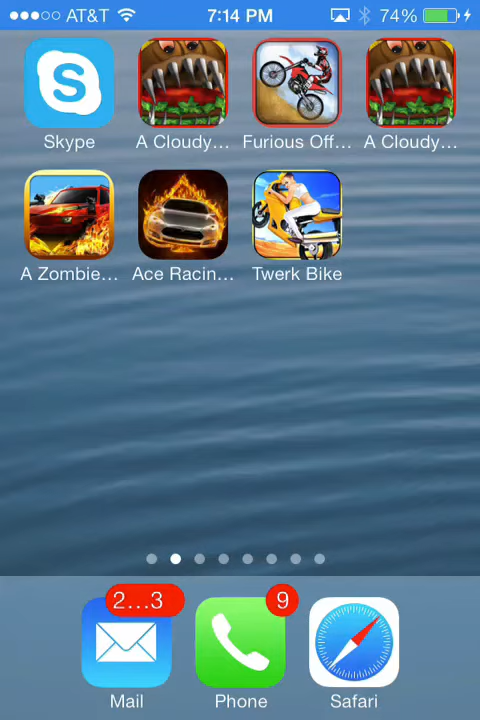 AT&T 7:14 PM 74%
S
Skype A Cloudy... Furious Off... A Cloudy...
A Zombie... Ace Racin... Twerk Bike
2...3 9
Mail Phone Safari